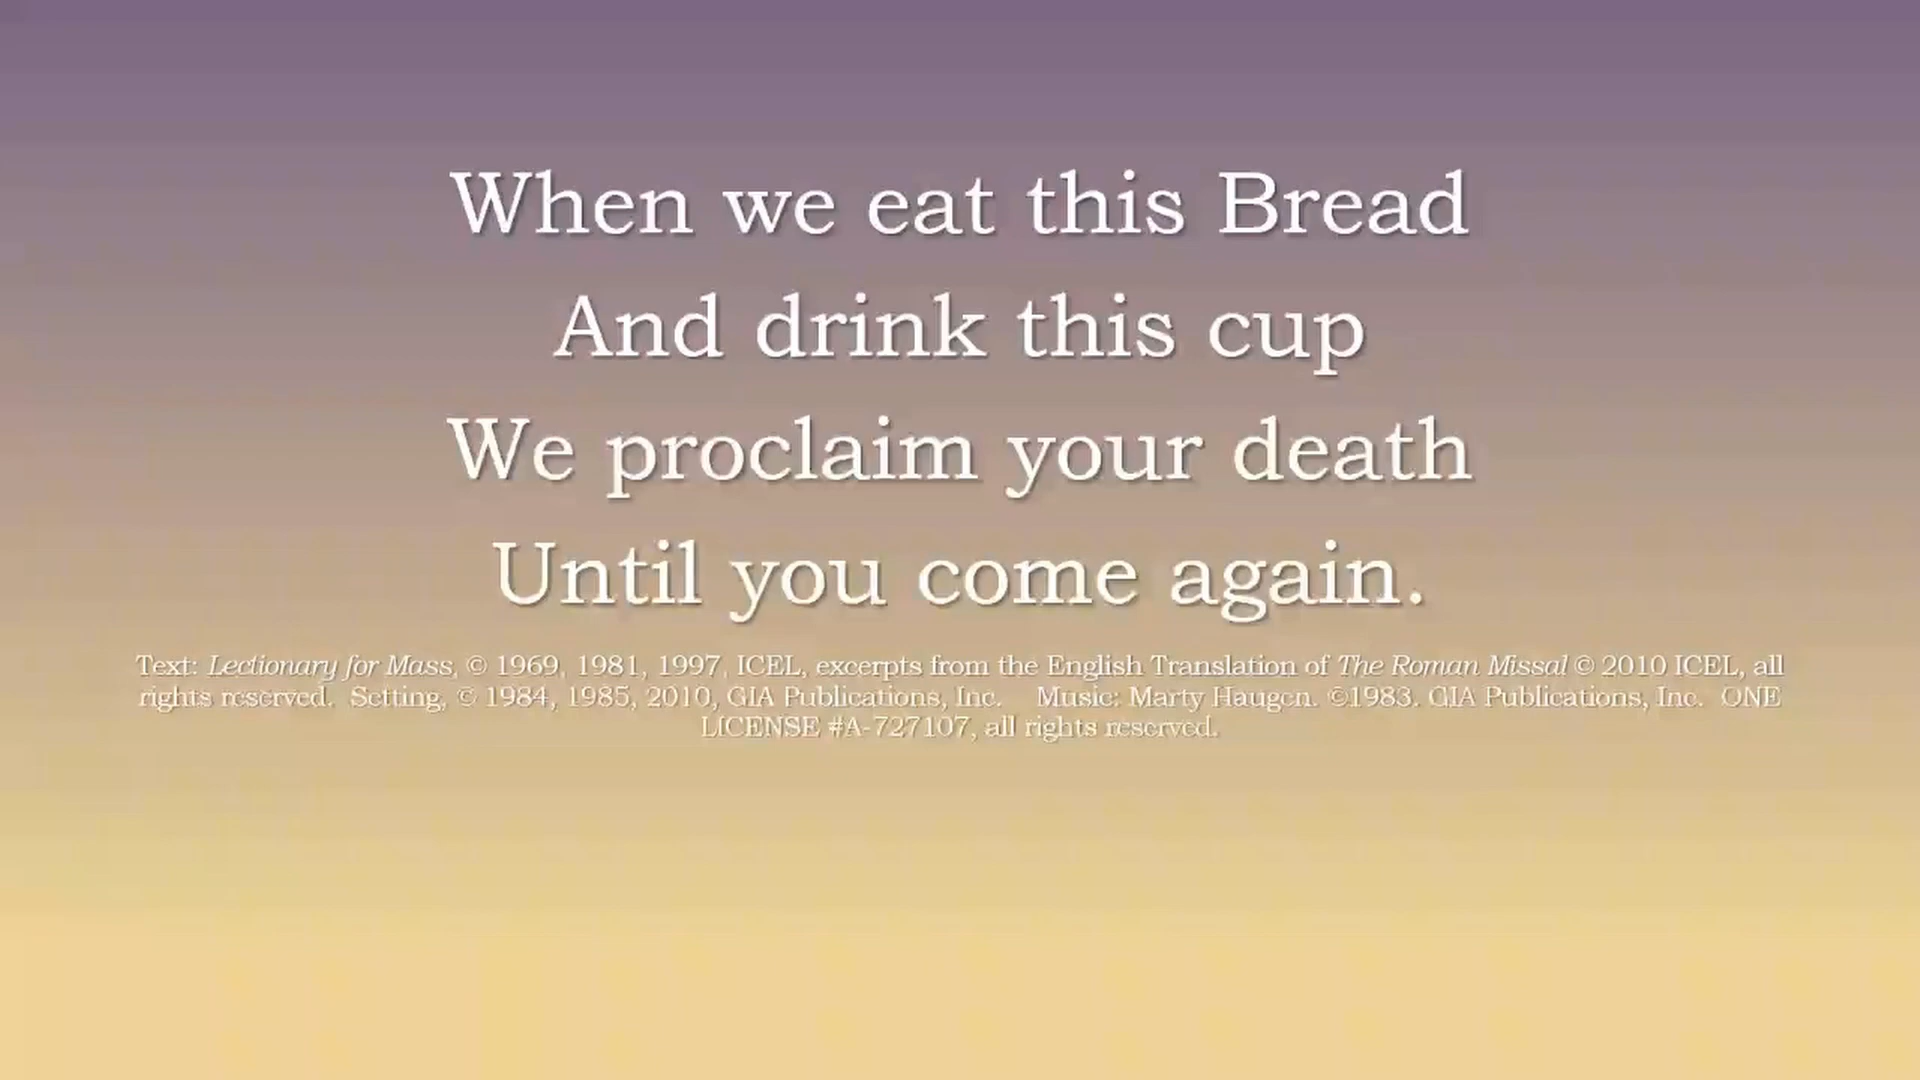 When we eat this Bread
And drink this cup
We proclaim your death
Until you come again.
Text: Lectionary for Mass, © 1969, 1981, 1997, ICEL, excerpts from the English Translation of The Roman Missal © 2010 ICEL, all
rights reserved. Setting, © 1984, 1985, 2010, GIA Publications, Inc. Music: Marty Haugen. ©1983. GIA Publications, Inc. ONE
LICENSE #A-727107, all rights reserved.